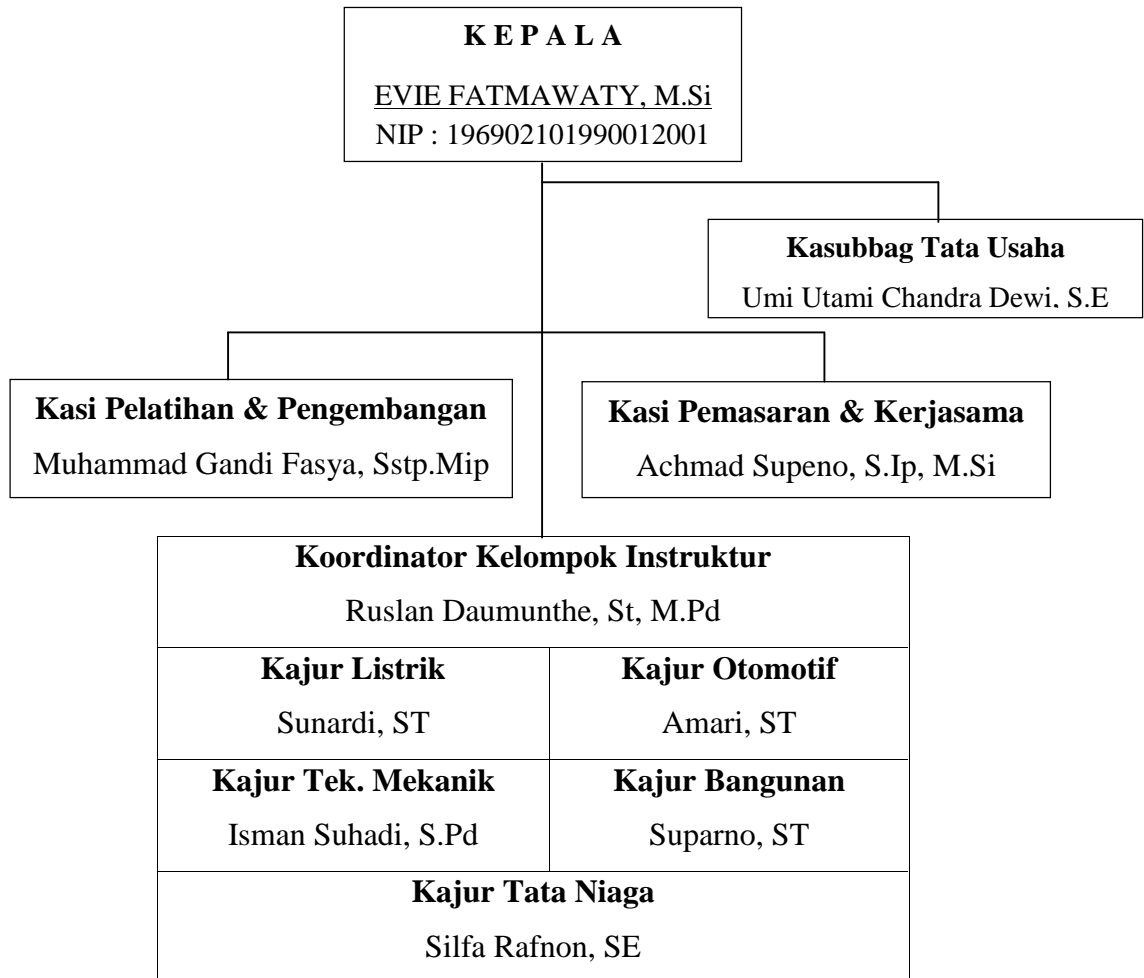 K E P A L A
EVIE FATMAWATY, M.Si
NIP : 196902101990012001
Kasubbag Tata Usaha
Umi Utami Chandra Dewi, S.E
Kasi Pelatihan & Pengembangan
Muhammad Gandi Fasya, Sstp.Mip
Kasi Pemasaran & Kerjasama
Achmad Supeno, S.Ip, M.Si
Koordinator Kelompok Instruktur
Ruslan Daumunthe, St, M.Pd
Kajur Listrik
Sunardi, ST
Kajur Otomotif
Amari, ST
Kajur Tek. Mekanik
Isman Suhadi, S.Pd
Kajur Bangunan
Suparno, ST
Kajur Tata Niaga
Silfa Rafnon, SE